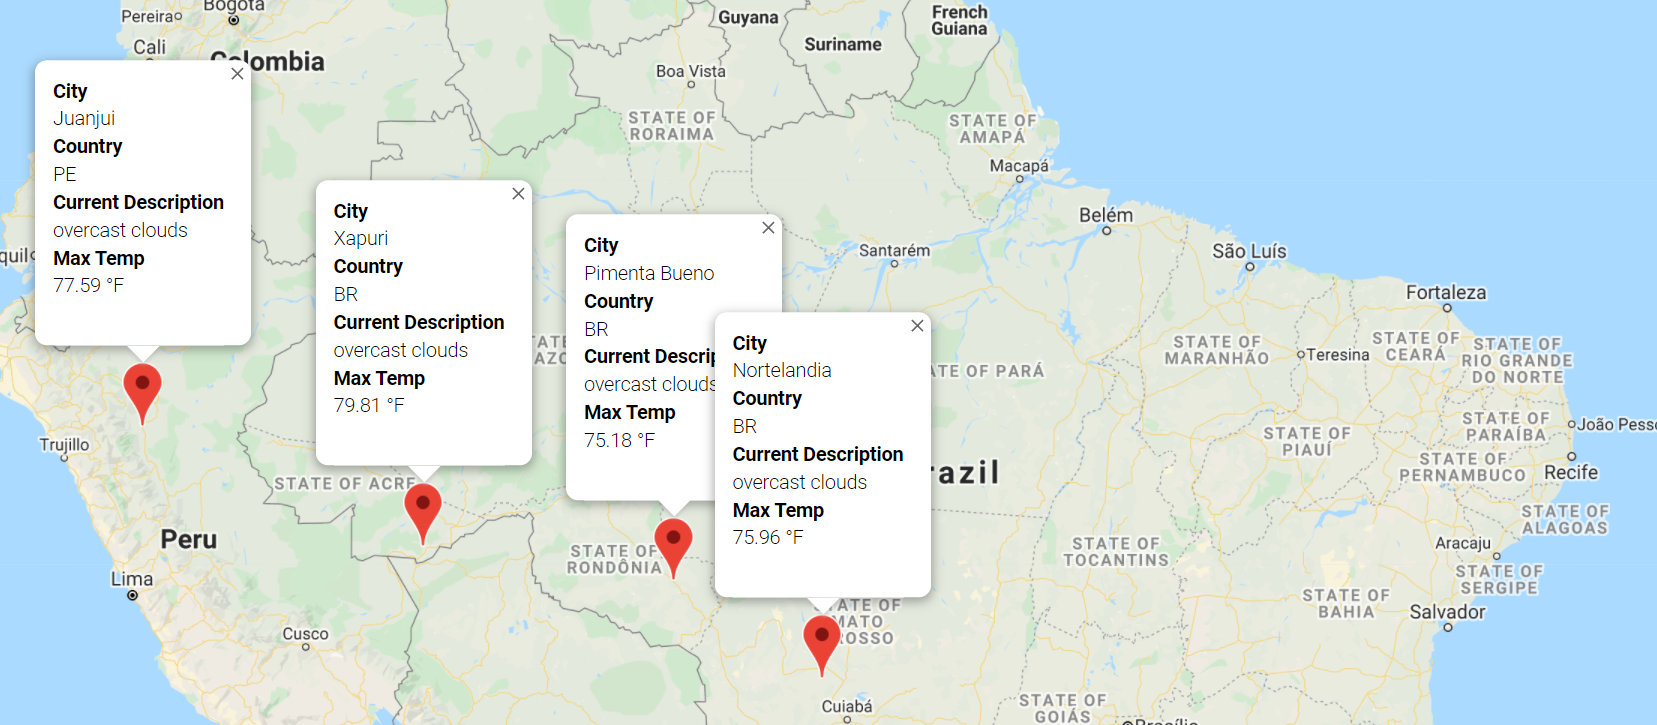 Bogota
Pereira
Cali
Colombia
Guyana
Suriname
French
Guiana
Boa Vista
STATE OF
RORAIMA
STATE OF
AMAPÁ
Macapá
Belém
Santarém
São Luís
Fortaleza
City
Juanjui
Country
PE
Current Description
overcast clouds
Max Temp
77.59 °F
quil
City
Xapuri
Country
BR
Current Description
overcast clouds
Max Temp
79.81 °F
City
Pimenta Bueno
Country
BR
Current Descrip
overcast clouds
Max Temp
75.18 °F
City
Nortelandia
Country
BR
Current Description
overcast clouds
Max Temp
75.96 °F
TATE OF PARÁ
STATE OF
MARANHÃO
Teresina
STATE OF
CEARÁ
STATE OF
RIO GRANDE
DO NORTE
Trujillo
STATE OF
PIAUÍ
STATE OF
PARAÍBA
João Pess
STATE OF
PERNAMBUCO
Recife
STATE OF ACRE
razil
STATE OF
ALAGOAS
Peru
STATE OF
RONDÔNIA
STATE OF
TOCANTINS
Aracaju
STATE OF
SERGIPE
Lima
STATE OF
BAHIA
Salvador
STATE OF
MATO
ROSSO
Cusco
Cuiabá
STATE OF
GOIÁS
Brasília